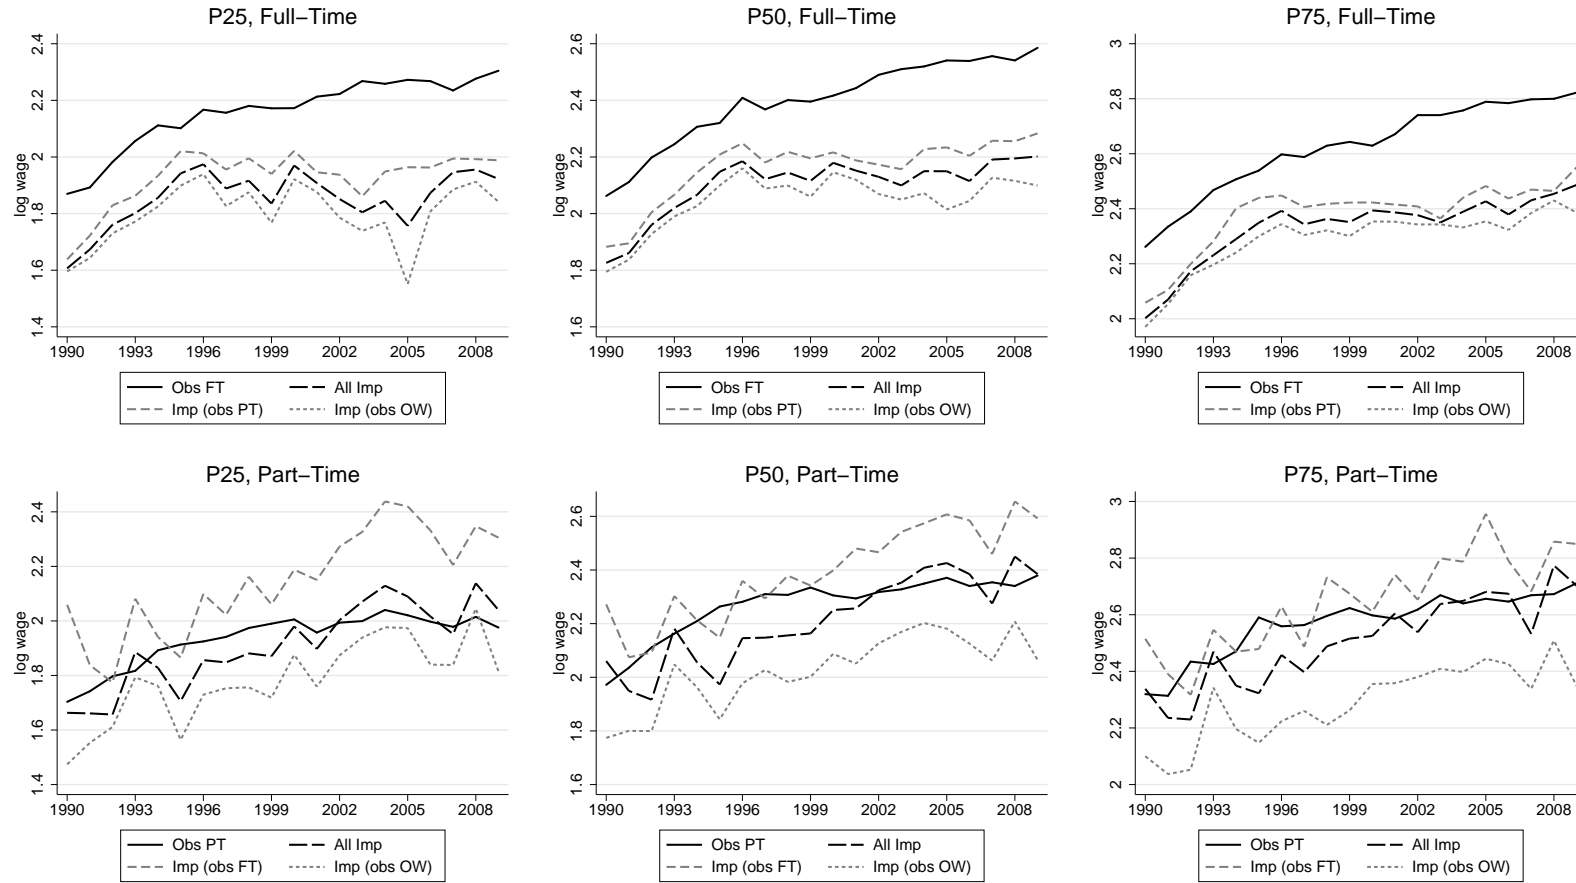 P25, Full−Time
P50, Full−Time
P75, Full−Time
log wage
1.4 1.6 1.8 2 2.2 2.4
1990 1993 1996 1999 2002 2005 2008
Obs FT All Imp
Imp (obs PT) Imp (obs OW)
log wage
1.6 1.8 2 2.2 2.4 2.6
1990 1993 1996 1999 2002 2005 2008
Obs FT All Imp
Imp (obs PT) Imp (obs OW)
log wage
2 2.2 2.4 2.6 2.8 3
1990 1993 1996 1999 2002 2005 2008
Obs FT All Imp
Imp (obs PT) Imp (obs OW)
P25, Part−Time
P50, Part−Time
P75, Part−Time
log wage
1.4 1.6 1.8 2 2.2 2.4
1990 1993 1996 1999 2002 2005 2008
Obs PT All Imp
Imp (obs FT) Imp (obs OW)
log wage
1.6 1.8 2 2.2 2.4 2.6
1990 1993 1996 1999 2002 2005 2008
Obs PT All Imp
Imp (obs FT) Imp (obs OW)
log wage
2 2.2 2.4 2.6 2.8 3
1990 1993 1996 1999 2002 2005 2008
Obs PT All Imp
Imp (obs FT) Imp (obs OW)